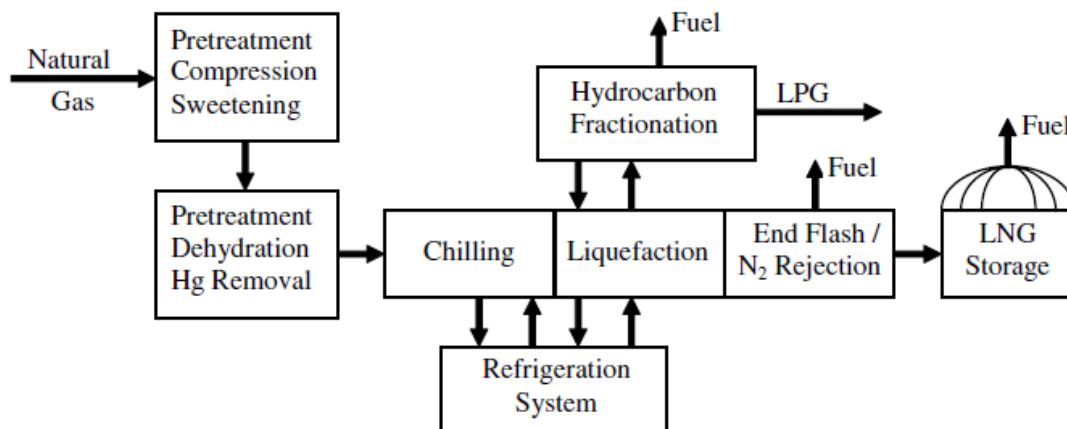 Natural
Gas
Pretreatment
Compression
Sweetening
Pretreatment
Dehydration
Hg Removal
Fuel
Hydrocarbon
Fractionation
LPG
Chilling
Liquefaction
Fuel
End Flash /
N₂ Rejection
Fuel
LNG
Storage
Refrigeration
System